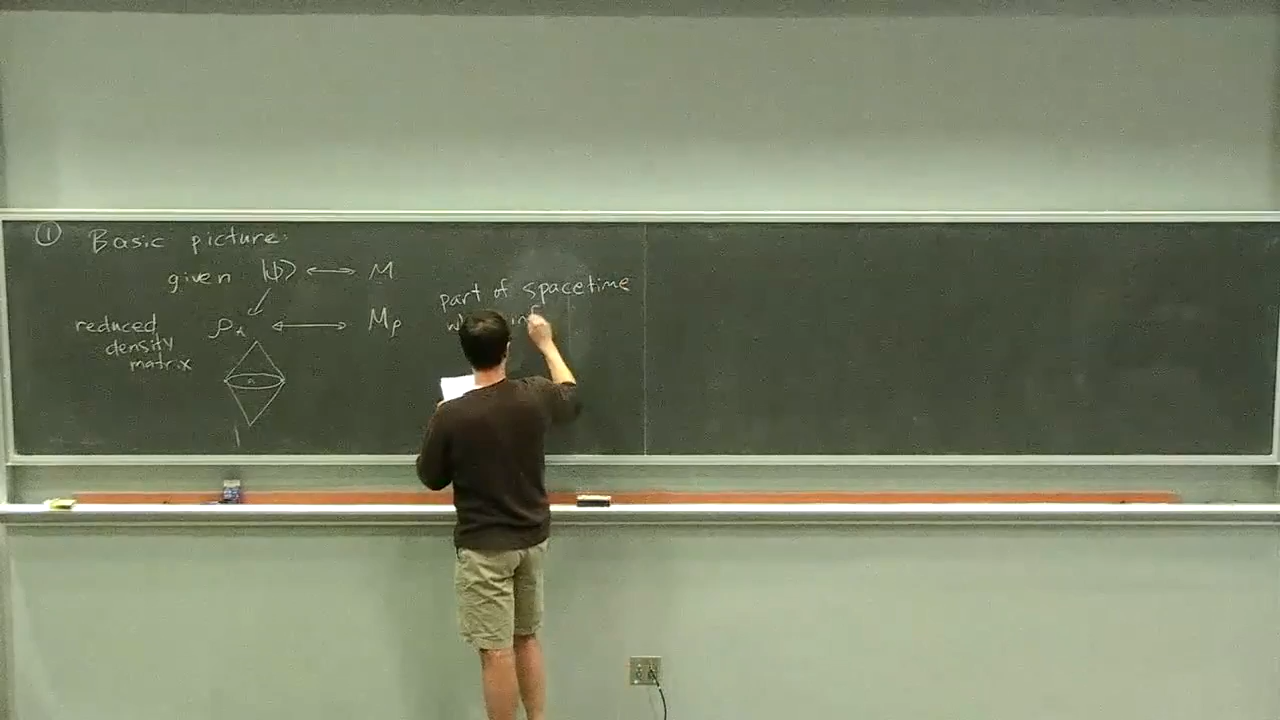 ① Basic picture:
given |ψ⟩ ↔ M
reduced density matrix
ρ_A ↔ M_ρ
part of spacetime
A